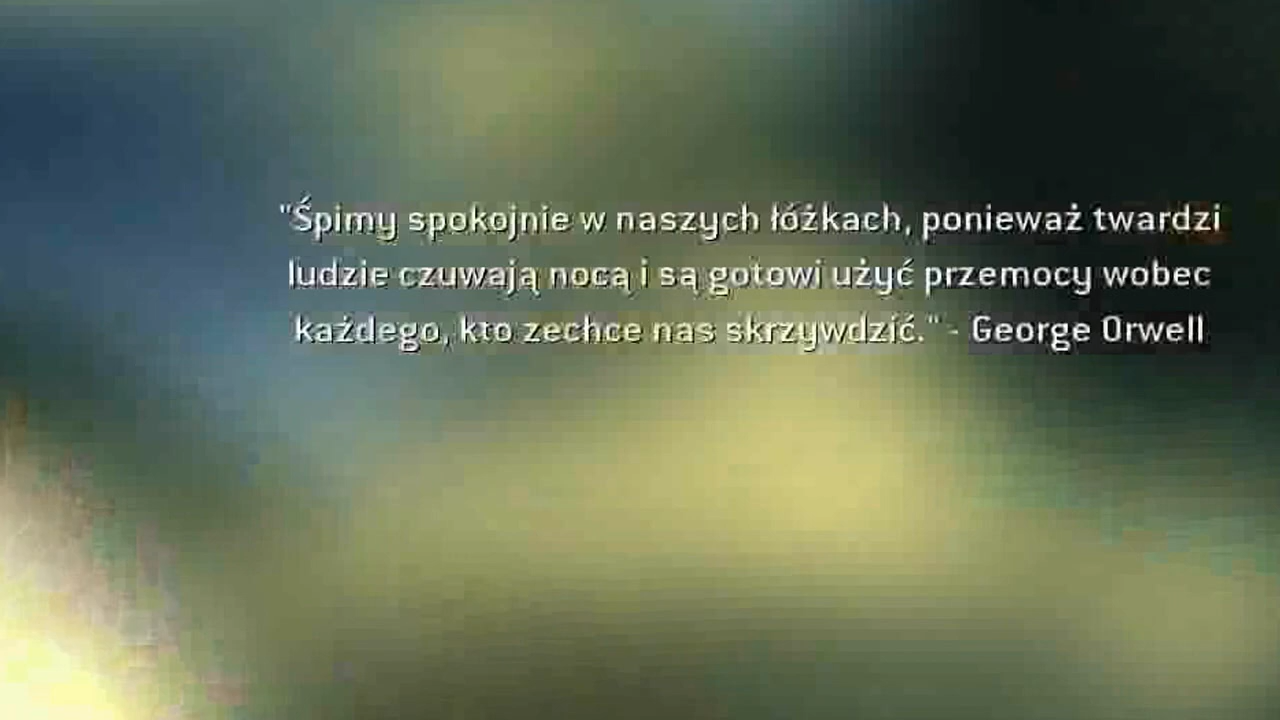 "Śpimy spokojnie w naszych łóżkach, ponieważ twardzi
ludzie czuwają nocą i są gotowi użyć przemocy wobec
każdego, kto zechce nas skrzywdzić." - George Orwell